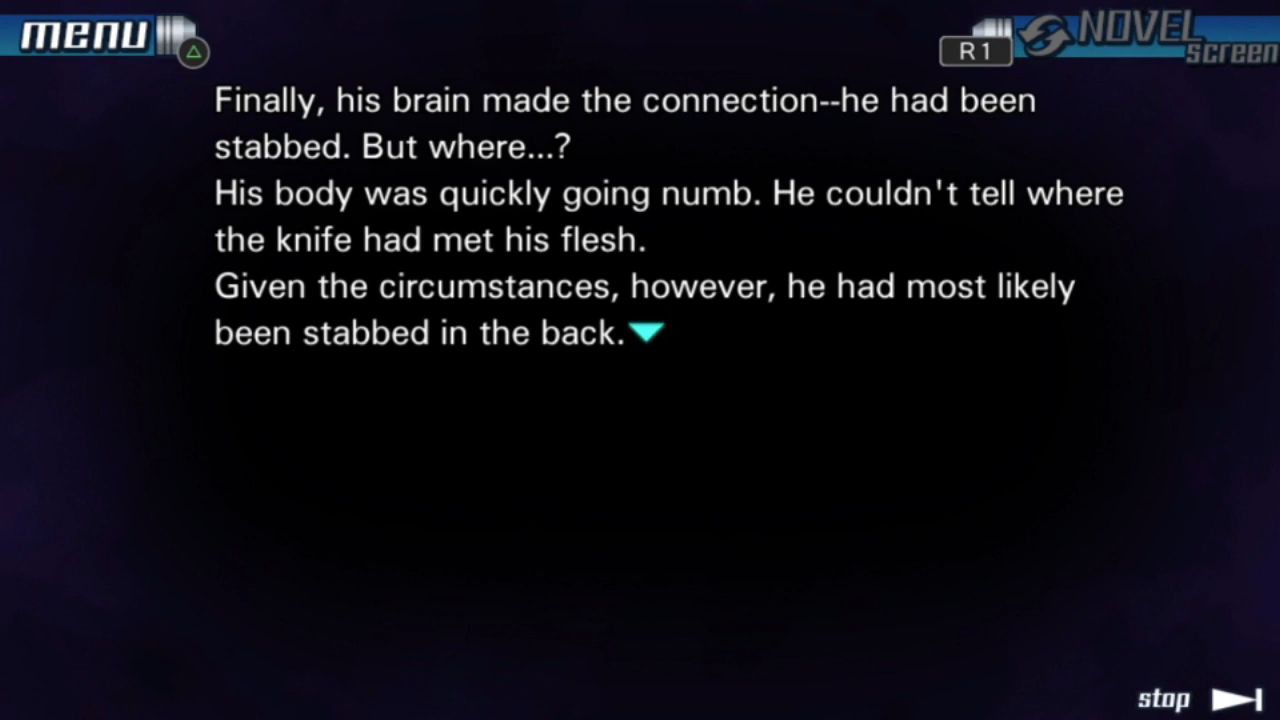 menu
R1
NOVEL
screen
Finally, his brain made the connection--he had been
stabbed. But where...?
His body was quickly going numb. He couldn't tell where
the knife had met his flesh.
Given the circumstances, however, he had most likely
been stabbed in the back.
stop